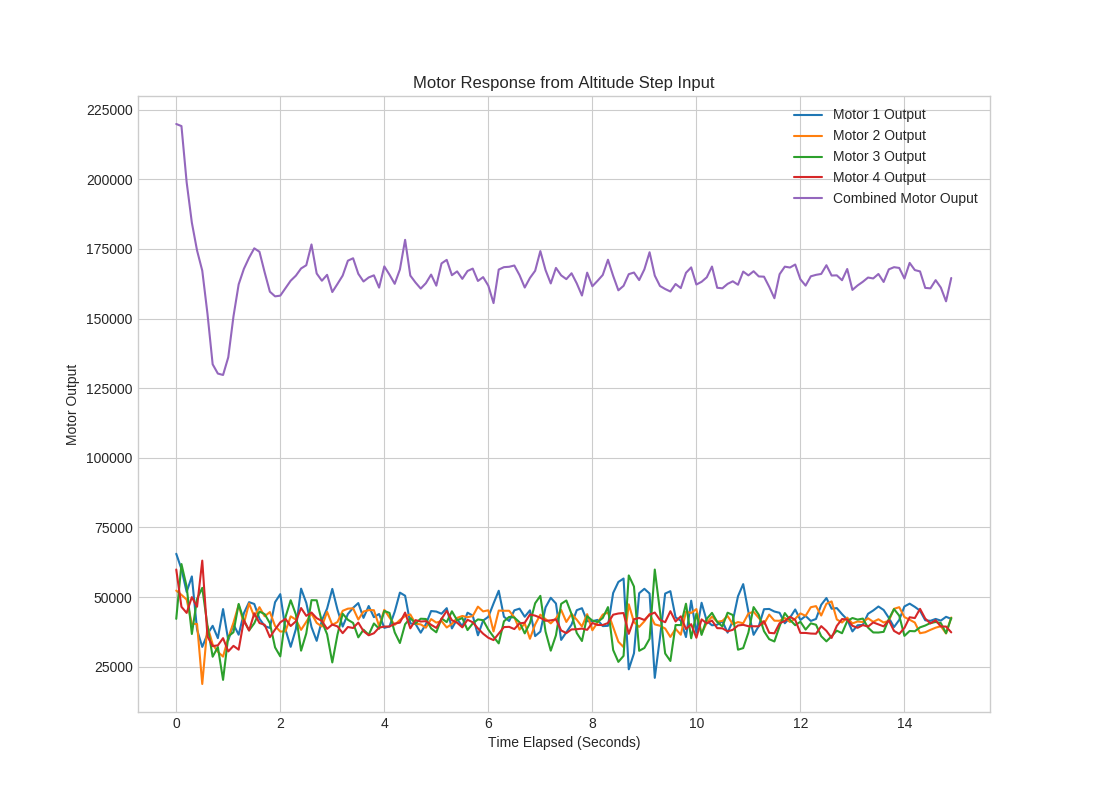 Motor Response from Altitude Step Input
225000
200000
175000
150000
125000
100000
75000
50000
25000
Motor Output
Motor 1 Output
Motor 2 Output
Motor 3 Output
Motor 4 Output
Combined Motor Ouput
0 2 4 6 8 10 12 14
Time Elapsed (Seconds)